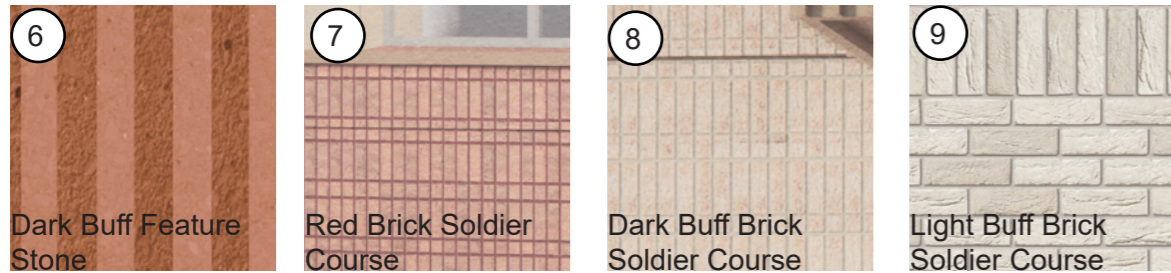 6
7
8
9
Dark Buff Feature
Stone
Red Brick Soldier
Course
Dark Buff Brick
Soldier Course
Light Buff Brick
Soldier Course